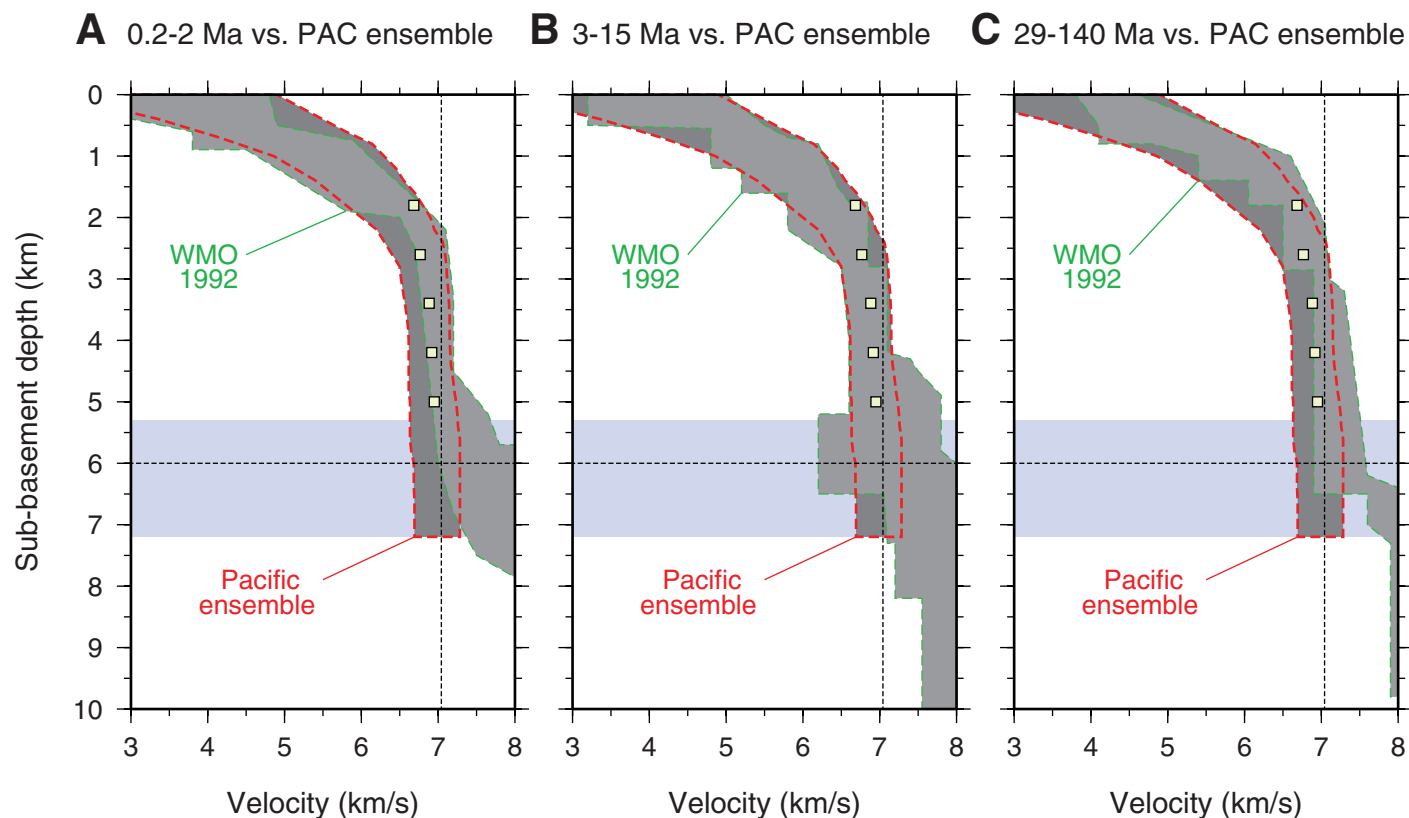 A 0.2-2 Ma vs. PAC ensemble
B 3-15 Ma vs. PAC ensemble
C 29-140 Ma vs. PAC ensemble
Sub-basement depth (km)
0
1
2
3
4
5
6
7
8
9
10
WMO
1992
Pacific
ensemble
WMO
1992
Pacific
ensemble
WMO
1992
Pacific
ensemble
3 4 5 6 7 8
3 4 5 6 7 8
3 4 5 6 7 8
Velocity (km/s)
Velocity (km/s)
Velocity (km/s)